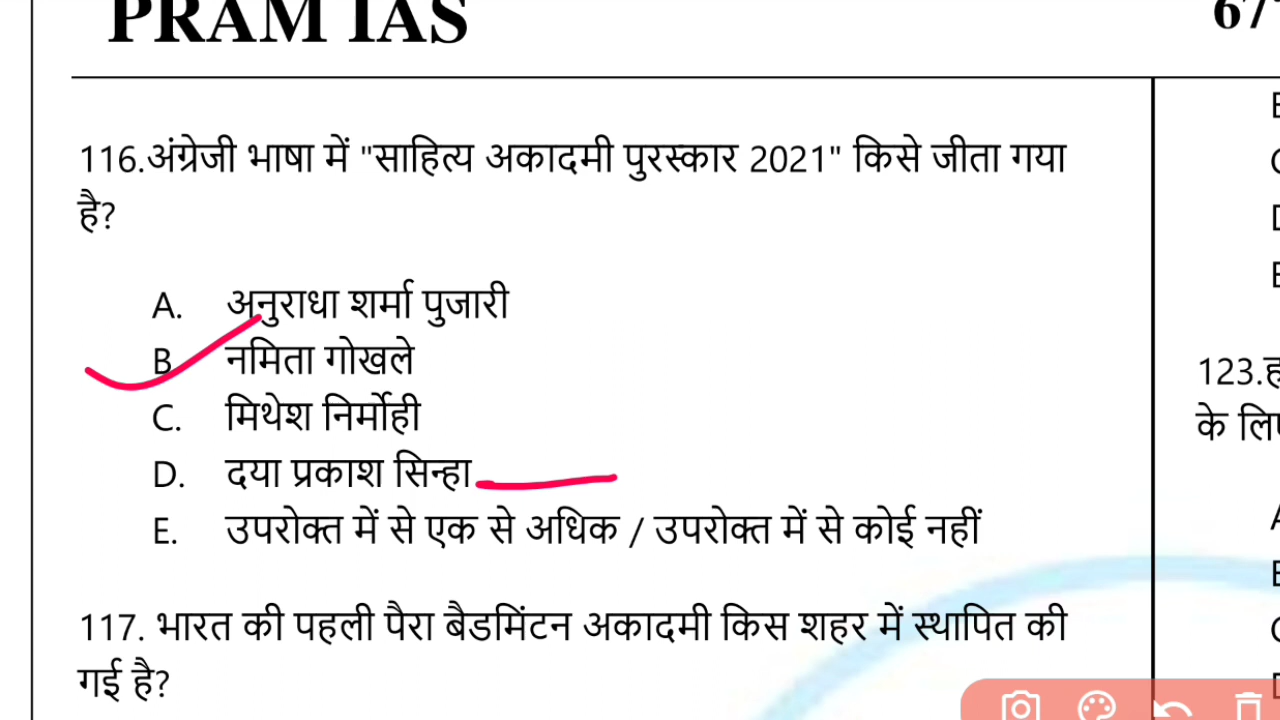 PRAM IAS
67
116.अंग्रेजी भाषा में "साहित्य अकादमी पुरस्कार 2021" किसे जीता गया
है?
A. अनुराधा शर्मा पुजारी
B. नमिता गोखले
C. मिथेश निर्मोही
D. दया प्रकाश सिन्हा
E. उपरोक्त में से एक से अधिक / उपरोक्त में से कोई नहीं
117. भारत की पहली पैरा बैडमिंटन अकादमी किस शहर में स्थापित की
गई है?
123.
के